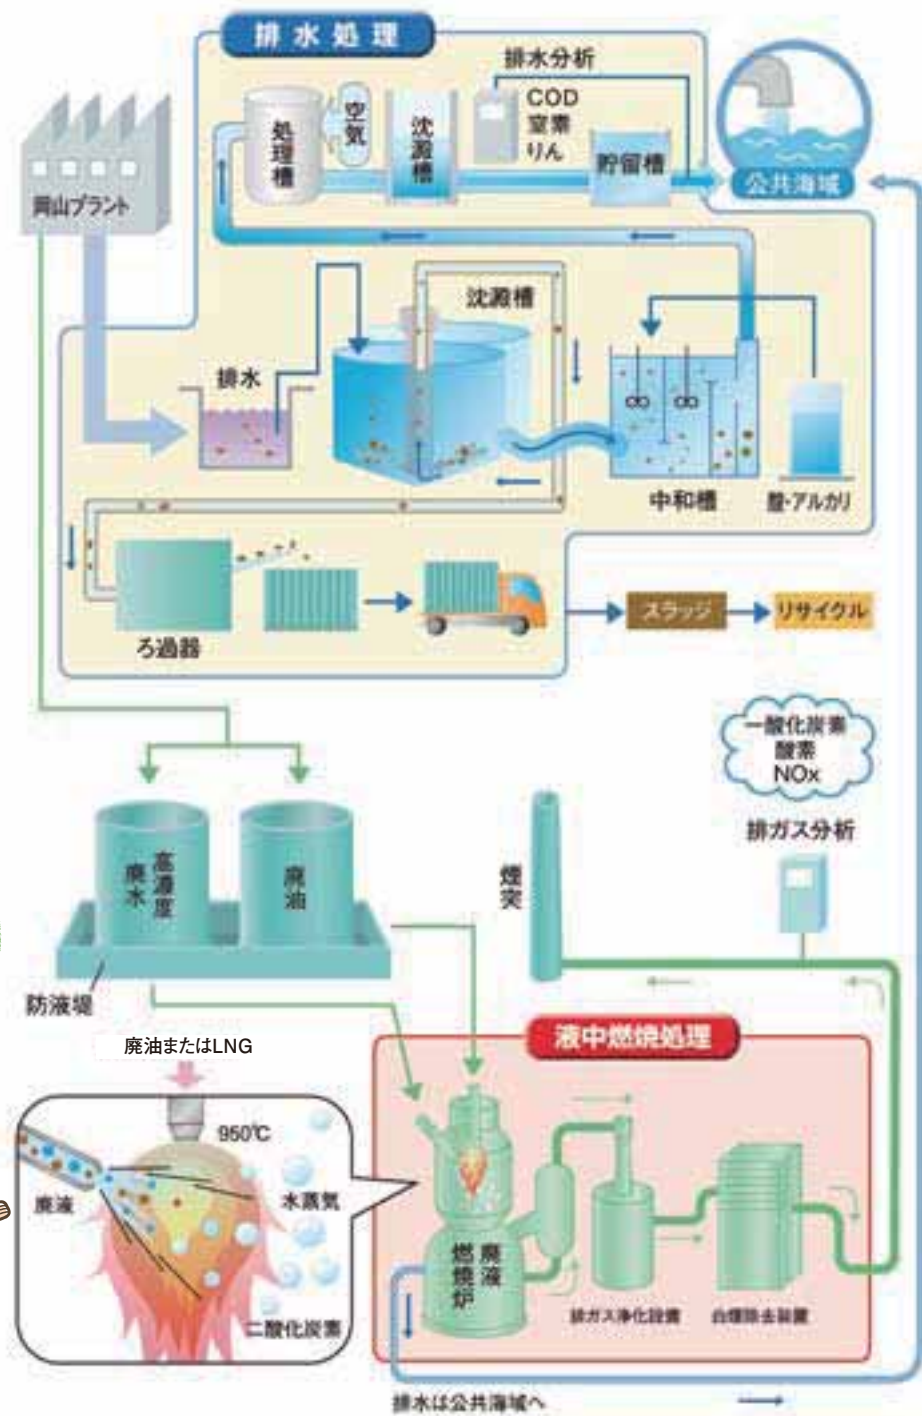 排水処理
排水分析
COD
窒素
りん
空気
処理槽
沈澱槽
貯留槽
公共海域
岡山プラント
沈澱槽
排水
中和槽
酸・アルカリ
ろ過器
スラッジ
リサイクル
一酸化炭素
酸素
NOx
排ガス分析
高濃度
廃水
廃油
煙突
防液堤
廃油またはLNG
液中燃焼処理
950℃
廃液
水蒸気
二酸化炭素
廃液
燃焼炉
排ガス浄化設備
白煙除去装置
排水は公共海域へ